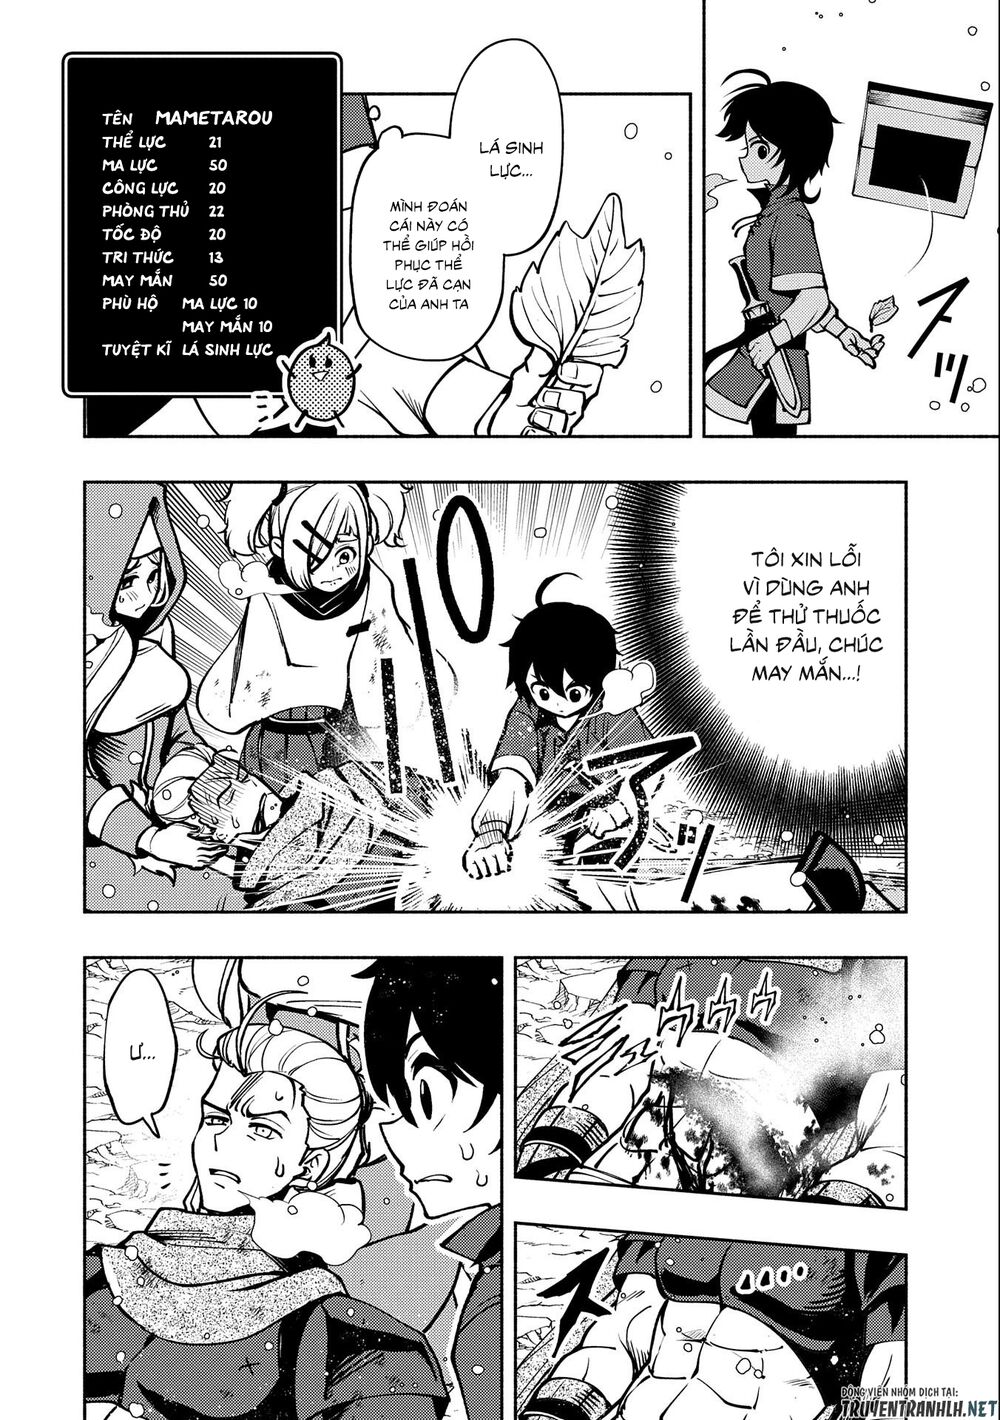 TÊN MAMETAROU
THỂ LỰC 21
MA LỰC 50
CÔNG LỰC 20
PHÒNG THỦ 22
TỐC ĐỘ 20
TRI THỨC 13
MAY MẮN 50
PHÙ HỘ MA LỰC 10
MAY MẮN 10
TUYỆT KĨ LÁ SINH LỰC
LÁ SINH
LỰC...
MÌNH ĐOÁN
CÁI NÀY CÓ
THỂ GIÚP HỒI
PHỤC THỂ
LỰC ĐÃ CẠN
CỦA ANH TA
TÔI XIN LỖI
VÌ DÙNG ANH
ĐỂ THỬ THUỐC
LẦN ĐẦU, CHÚC
MAY MẮN...!
Ư...
ĐỘNG VIÊN NHÓM DỊCH TẠI:
TRUYENTRANHLH.NET